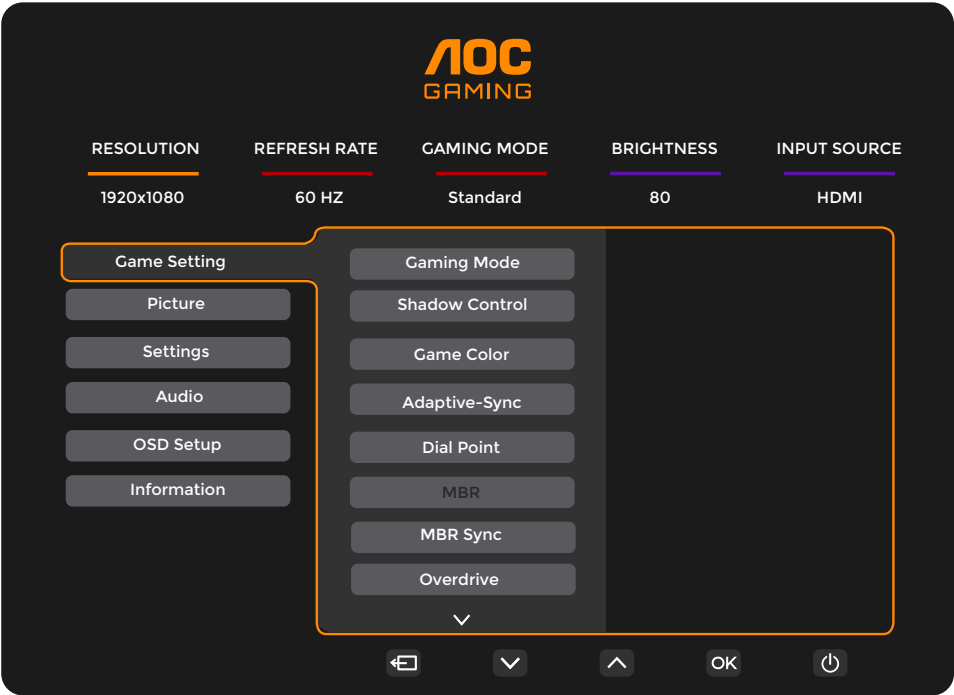 AOC
GAMING
RESOLUTION REFRESH RATE GAMING MODE BRIGHTNESS INPUT SOURCE
1920x1080 60 HZ Standard 80 HDMI
Game Setting
Picture
Settings
Audio
OSD Setup
Information
Gaming Mode
Shadow Control
Game Color
Adaptive-Sync
Dial Point
MBR
MBR Sync
Overdrive
OK